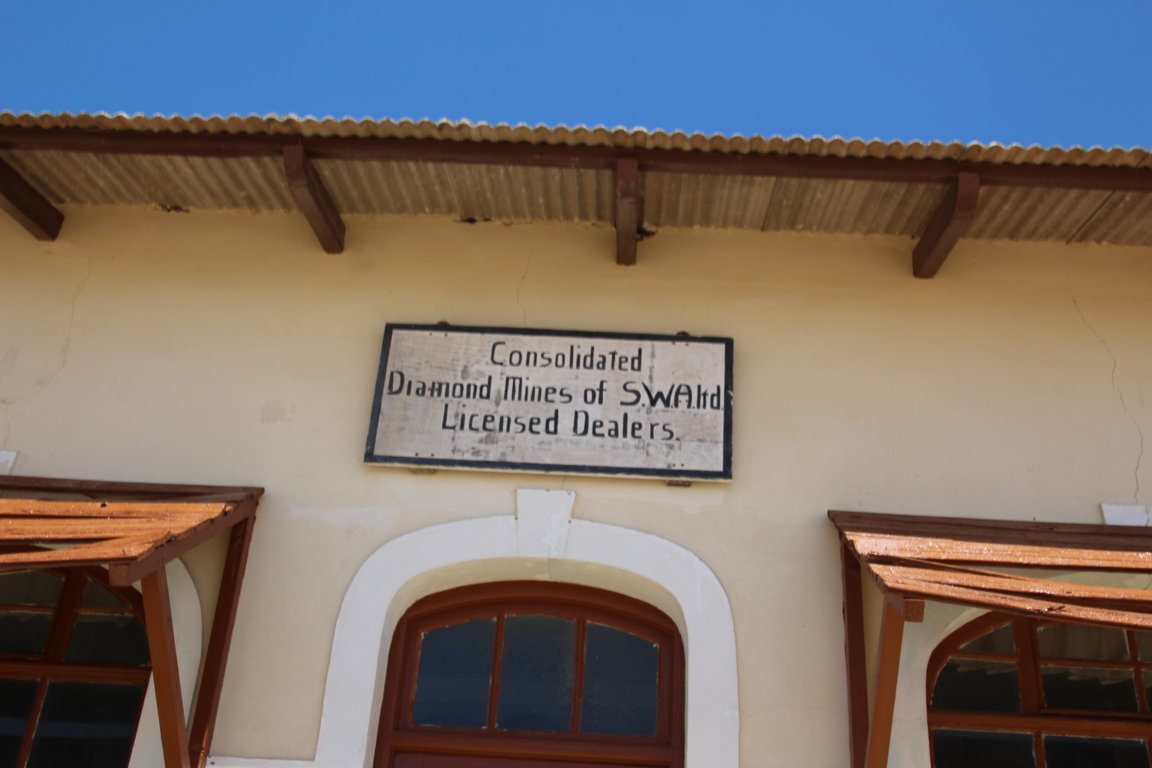 Consolidated
Diamond Mines of S.W.A.ltd.
Licensed Dealers.